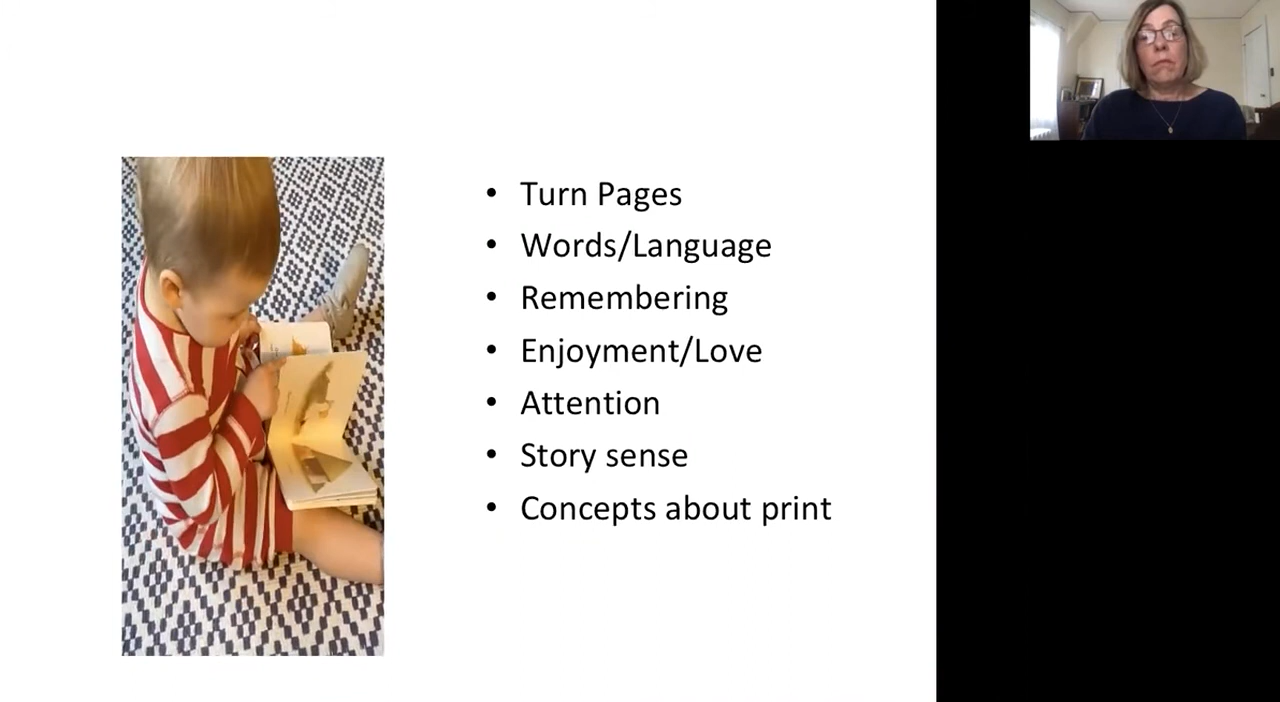 • Turn Pages
• Words/Language
• Remembering
• Enjoyment/Love
• Attention
• Story sense
• Concepts about print